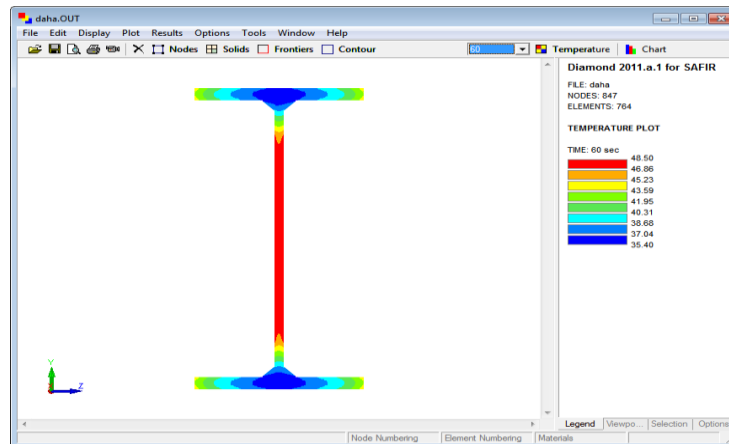 daha.OUT
File Edit Display Plot Results Options Tools Window Help
Nodes Solids Frontiers Contour 60 Temperature Chart
Diamond 2011.a.1 for SAFIR
FILE: daha
NODES: 847
ELEMENTS: 764
TEMPERATURE PLOT
TIME: 60 sec
48.50
46.86
45.23
43.59
41.95
40.31
38.68
37.04
35.40
Y
Z
Legend Viewpo... Selection Options
Node Numbering Element Numbering Materials